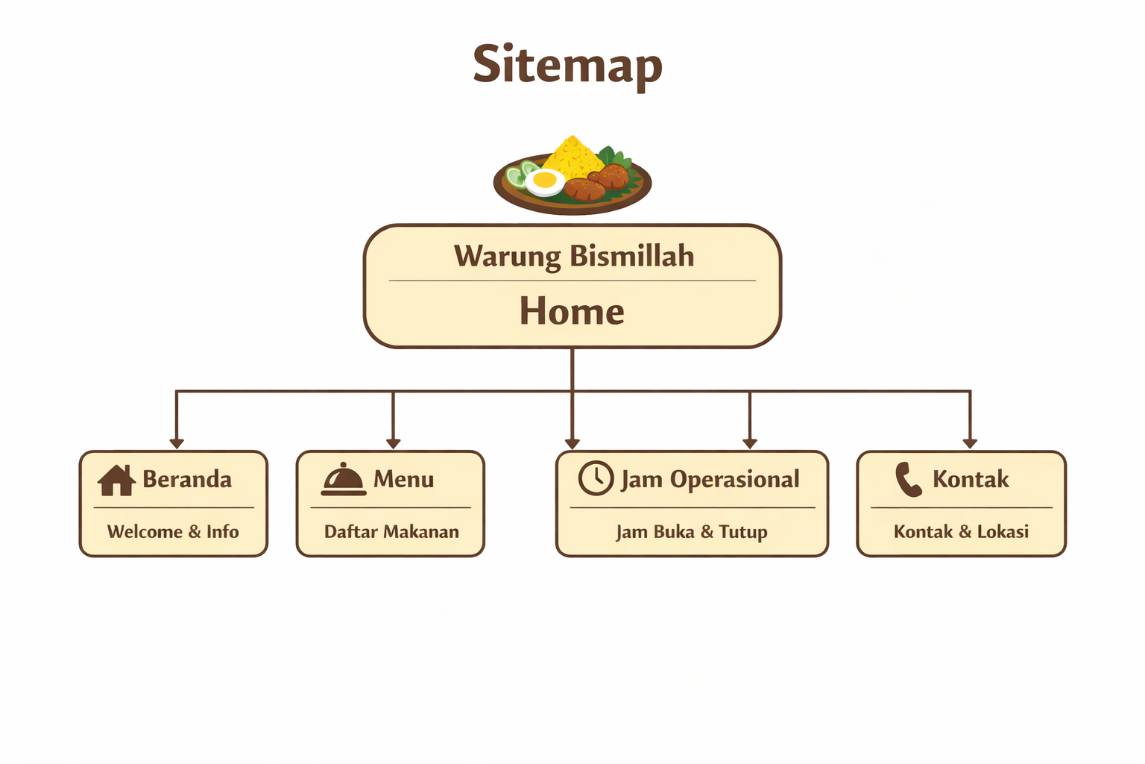 Sitemap
Warung Bismillah
Home
Beranda
Welcome & Info
Menu
Daftar Makanan
Jam Operasional
Jam Buka & Tutup
Kontak
Kontak & Lokasi